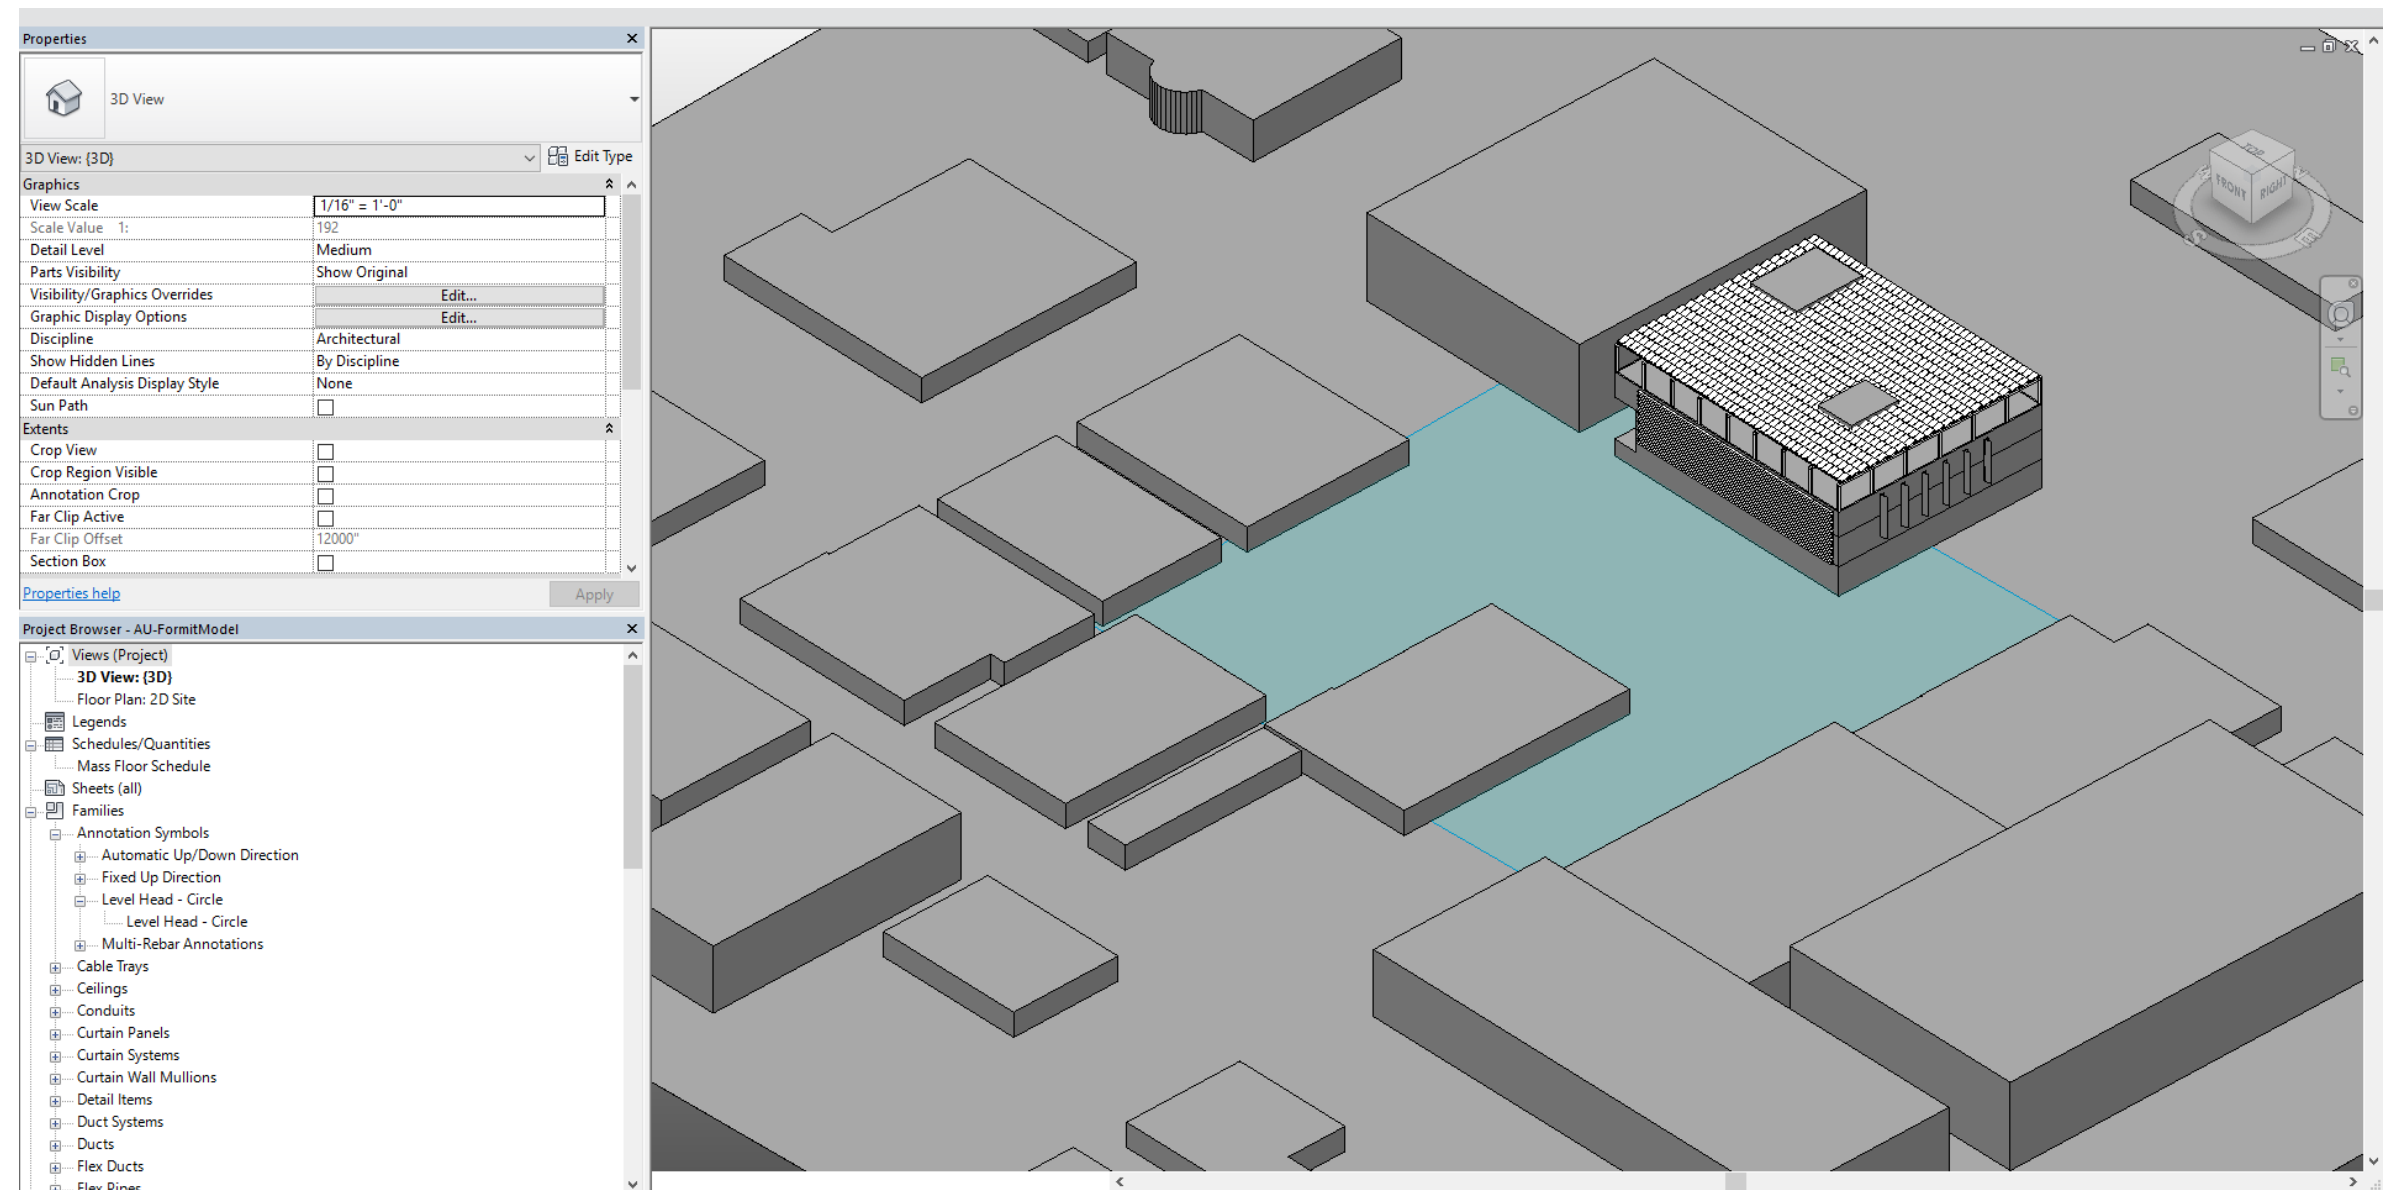 Properties
3D View
3D View: {3D}
Edit Type
Graphics
View Scale 1/16" = 1'-0"
Scale Value 1: 192
Detail Level Medium
Parts Visibility Show Original
Visibility/Graphics Overrides Edit...
Graphic Display Options Edit...
Discipline Architectural
Show Hidden Lines By Discipline
Default Analysis Display Style None
Sun Path
Extents
Crop View
Crop Region Visible
Annotation Crop
Far Clip Active
Far Clip Offset 12000"
Section Box
Properties help
Apply
Project Browser - AU-FormitModel
Views (Project)
3D View: {3D}
Floor Plan: 2D Site
Legends
Schedules/Quantities
Mass Floor Schedule
Sheets (all)
Families
Annotation Symbols
Automatic Up/Down Direction
Fixed Up Direction
Level Head - Circle
Level Head - Circle
Multi-Rebar Annotations
Cable Trays
Ceilings
Conduits
Curtain Panels
Curtain Systems
Curtain Wall Mullions
Detail Items
Duct Systems
Ducts
Flex Ducts
Flex Pipes
TOP
FRONT
RIGHT
S
E